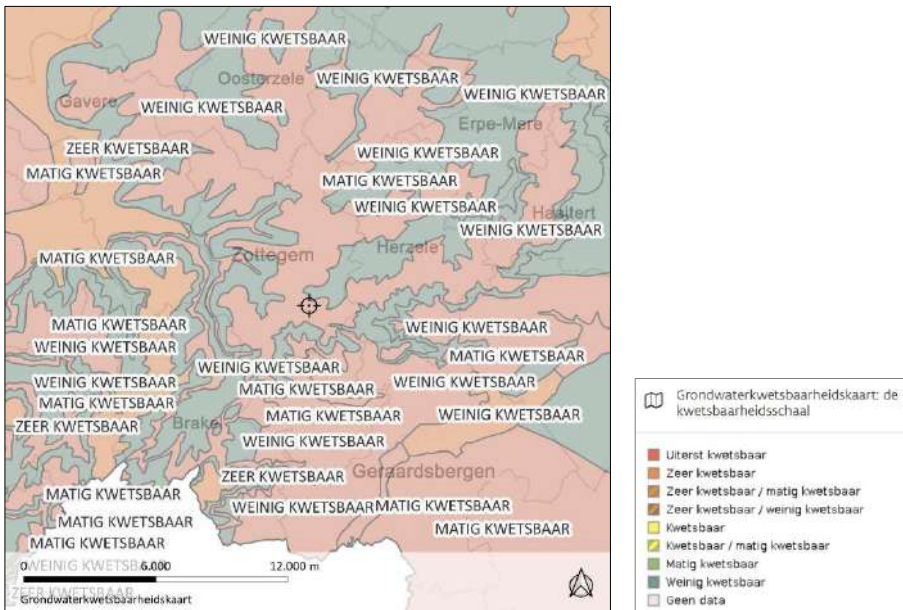 WEINIG KWETSBAAR
Oosterzele
WEINIG KWETSBAAR
WEINIG KWETSBAAR
Gavere
WEINIG KWETSBAAR
Erpe-Mere
ZEER KWETSBAAR
WEINIG KWETSBAAR
MATIG KWETSBAAR
MATIG KWETSBAAR
WEINIG KWETSBAAR
Haaltert
WEINIG KWETSBAAR
Herzele
Zottegem
MATIG KWETSBAAR
MATIG KWETSBAAR
WEINIG KWETSBAAR
WEINIG KWETSBAAR
MATIG KWETSBAAR
WEINIG KWETSBAAR
WEINIG KWETSBAAR
WEINIG KWETSBAAR
MATIG KWETSBAAR
MATIG KWETSBAAR
MATIG KWETSBAAR
WEINIG KWETSBAAR
ZEER KWETSBAAR
Brakel
WEINIG KWETSBAAR
Geraardsbergen
ZEER KWETSBAAR
MATIG KWETSBAAR
WEINIG KWETSBAAR
MATIG KWETSBAAR
MATIG KWETSBAAR
MATIG KWETSBAAR
MATIG KWETSBAAR
WEINIG KWETSBAAR
0 6.000 12.000 m
ZEER KWETSBAAR
Grondwaterkwetsbaarheidskaart
Grondwaterkwetsbaarheidskaart: de
kwetsbaarheidsschaal
Uiterst kwetsbaar
Zeer kwetsbaar
Zeer kwetsbaar / matig kwetsbaar
Zeer kwetsbaar / weinig kwetsbaar
Kwetsbaar
Kwetsbaar / matig kwetsbaar
Matig kwetsbaar
Weinig kwetsbaar
Geen data